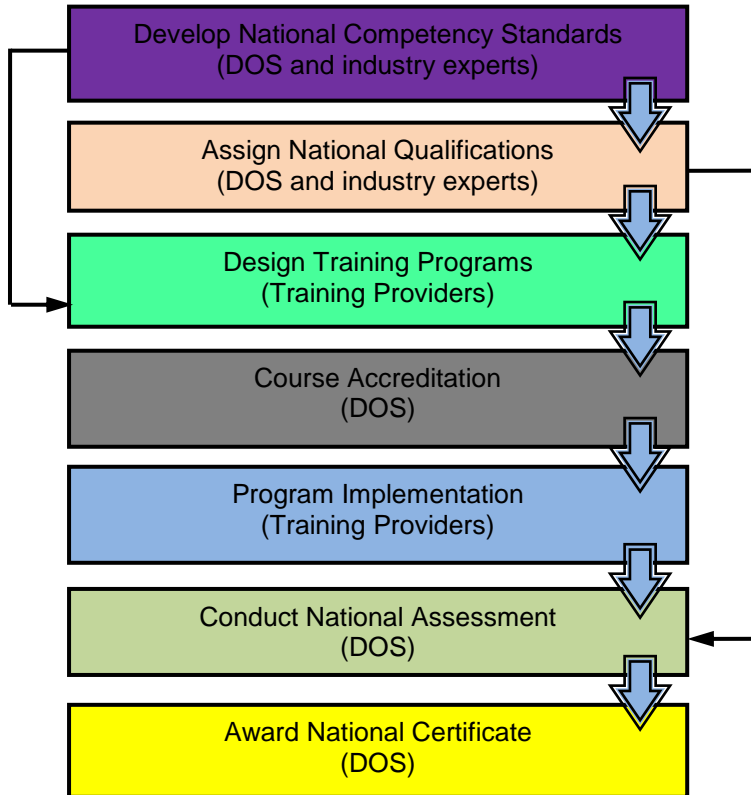 Develop National Competency Standards
(DOS and industry experts)
Assign National Qualifications
(DOS and industry experts)
Design Training Programs
(Training Providers)
Course Accreditation
(DOS)
Program Implementation
(Training Providers)
Conduct National Assessment
(DOS)
Award National Certificate
(DOS)